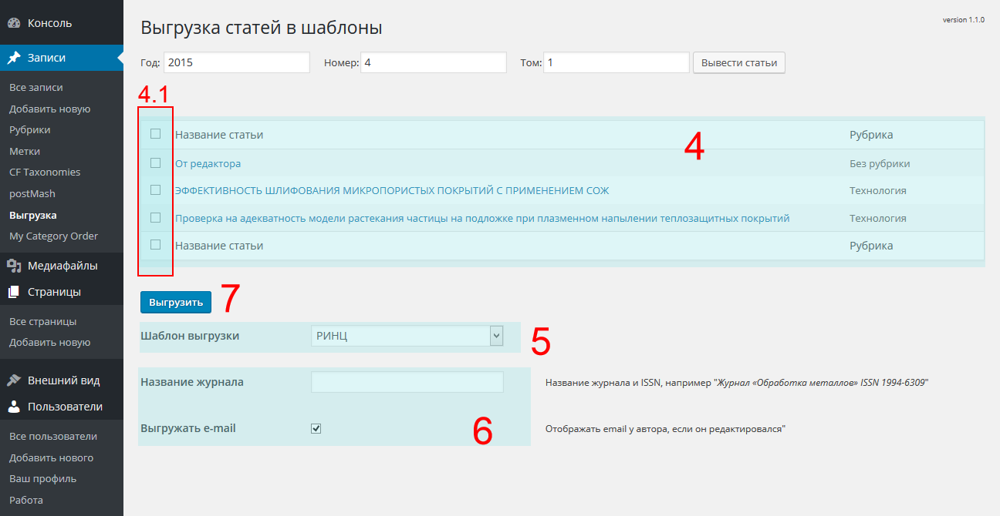 Консоль
Записи
Все записи
Добавить новую
Рубрики
Метки
CF Taxonomies
postMash
Выгрузка
My Category Order
Медиафайлы
Страницы
Все страницы
Добавить новую
Внешний вид
Пользователи
Все пользователи
Добавить нового
Ваш профиль
Работа
Выгрузка статей в шаблоны
version 1.1.0
Год: 2015 Номер: 4 Том: 1 Вывести статьи
4.1
Название статьи Рубрика
4
От редактора Без рубрики
ЭФФЕКТИВНОСТЬ ШЛИФОВАНИЯ МИКРОПОРИСТЫХ ПОКРЫТИЙ С ПРИМЕНЕНИЕМ СОЖ Технология
Проверка на адекватность модели растекания частицы на подложке при плазменном напылении теплозащитных покрытий Технология
Название статьи Рубрика
Выгрузить 7
Шаблон выгрузки РИНЦ 5
Название журнала Название журнала и ISSN, например "Журнал «Обработка металлов» ISSN 1994-6309"
Выгружать e-mail 6 Отображать email у автора, если он редактировался"